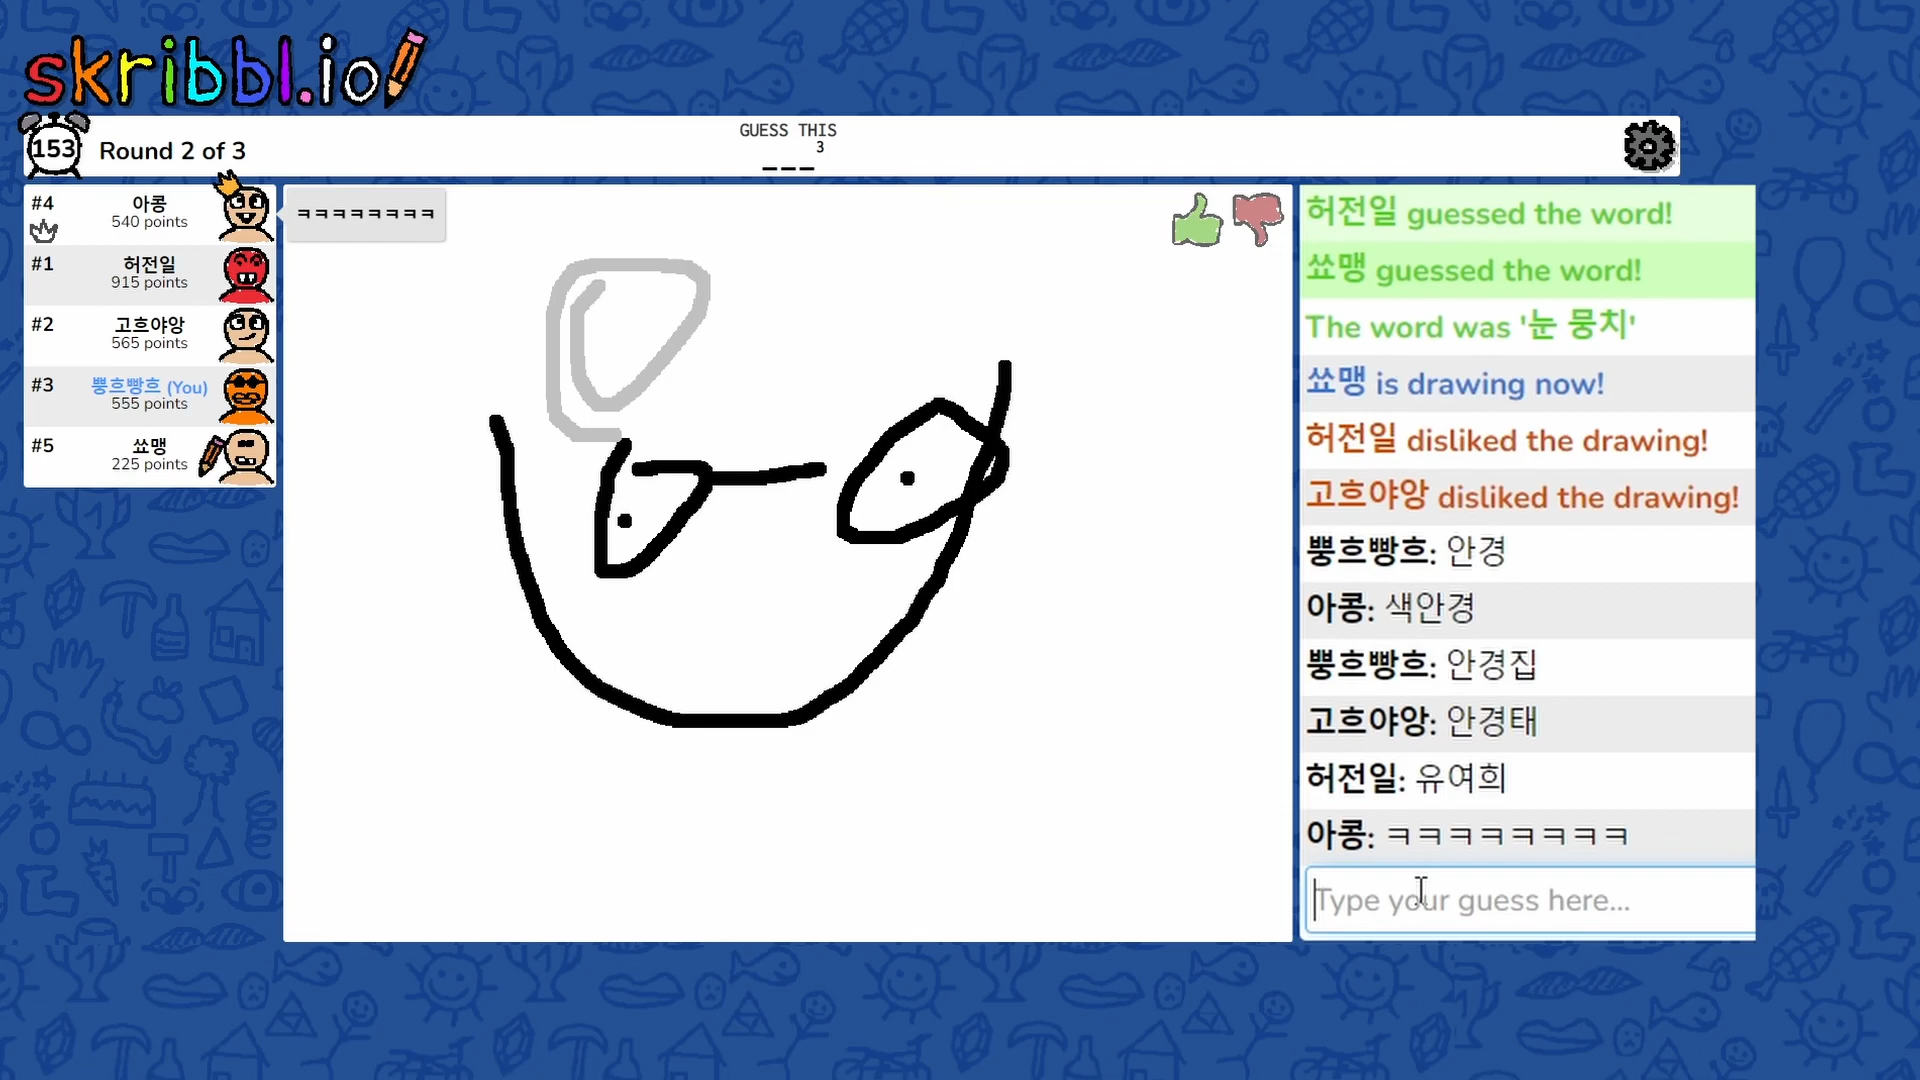 skribbl.io
153
Round 2 of 3
GUESS THIS
3
_ _ _
#4
아콩
540 points
#1
허전일
915 points
#2
고흐야앙
565 points
#3
뿡흐빵흐 (You)
555 points
#5
쑈맹
225 points
ㅋㅋㅋㅋㅋㅋㅋㅋ
허전일 guessed the word!
쑈맹 guessed the word!
The word was '눈 뭉치'
쑈맹 is drawing now!
허전일 disliked the drawing!
고흐야앙 disliked the drawing!
뿡흐빵흐: 안경
아콩: 색안경
뿡흐빵흐: 안경집
고흐야앙: 안경태
허전일: 유여희
아콩: ㅋㅋㅋㅋㅋㅋㅋㅋ
Type your guess here...